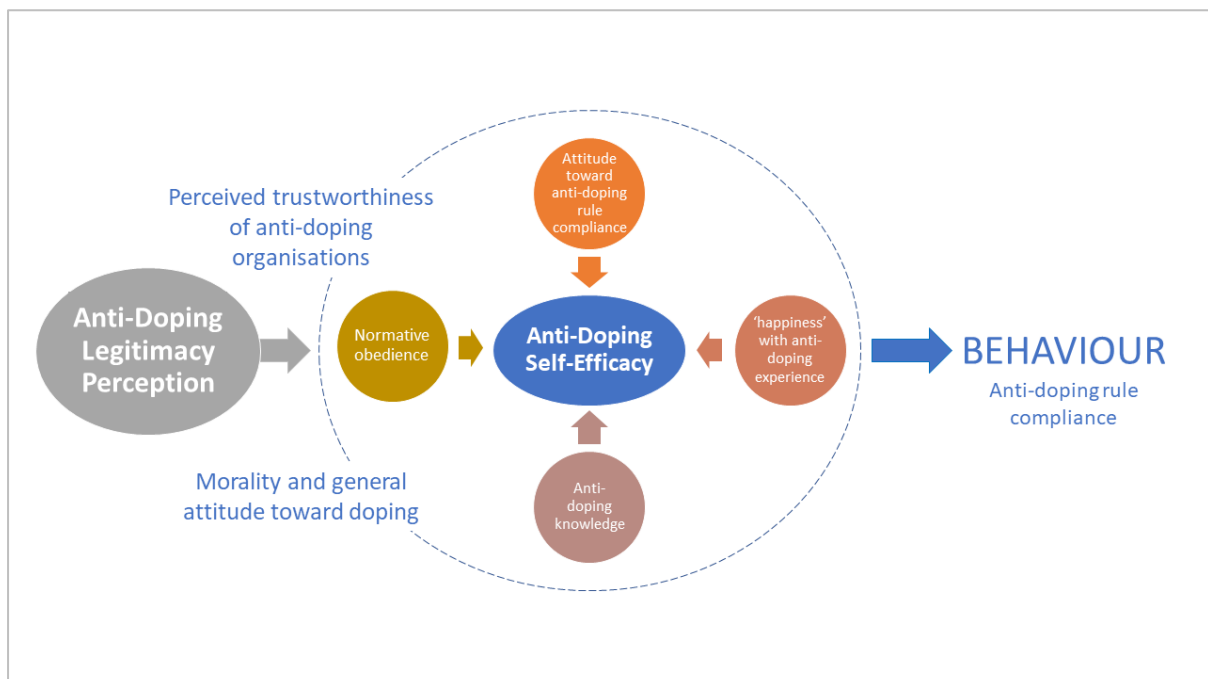 Attitude
toward
anti-doping
rule
compliance
Perceived trustworthiness
of anti-doping
organisations
Anti-Doping
Legitimacy
Perception
Normative
obedience
Anti-Doping
Self-Efficacy
'happiness'
with anti-
doping
experience
BEHAVIOUR
Anti-doping rule
compliance
Morality and general
attitude toward doping
Anti-
doping
knowledge